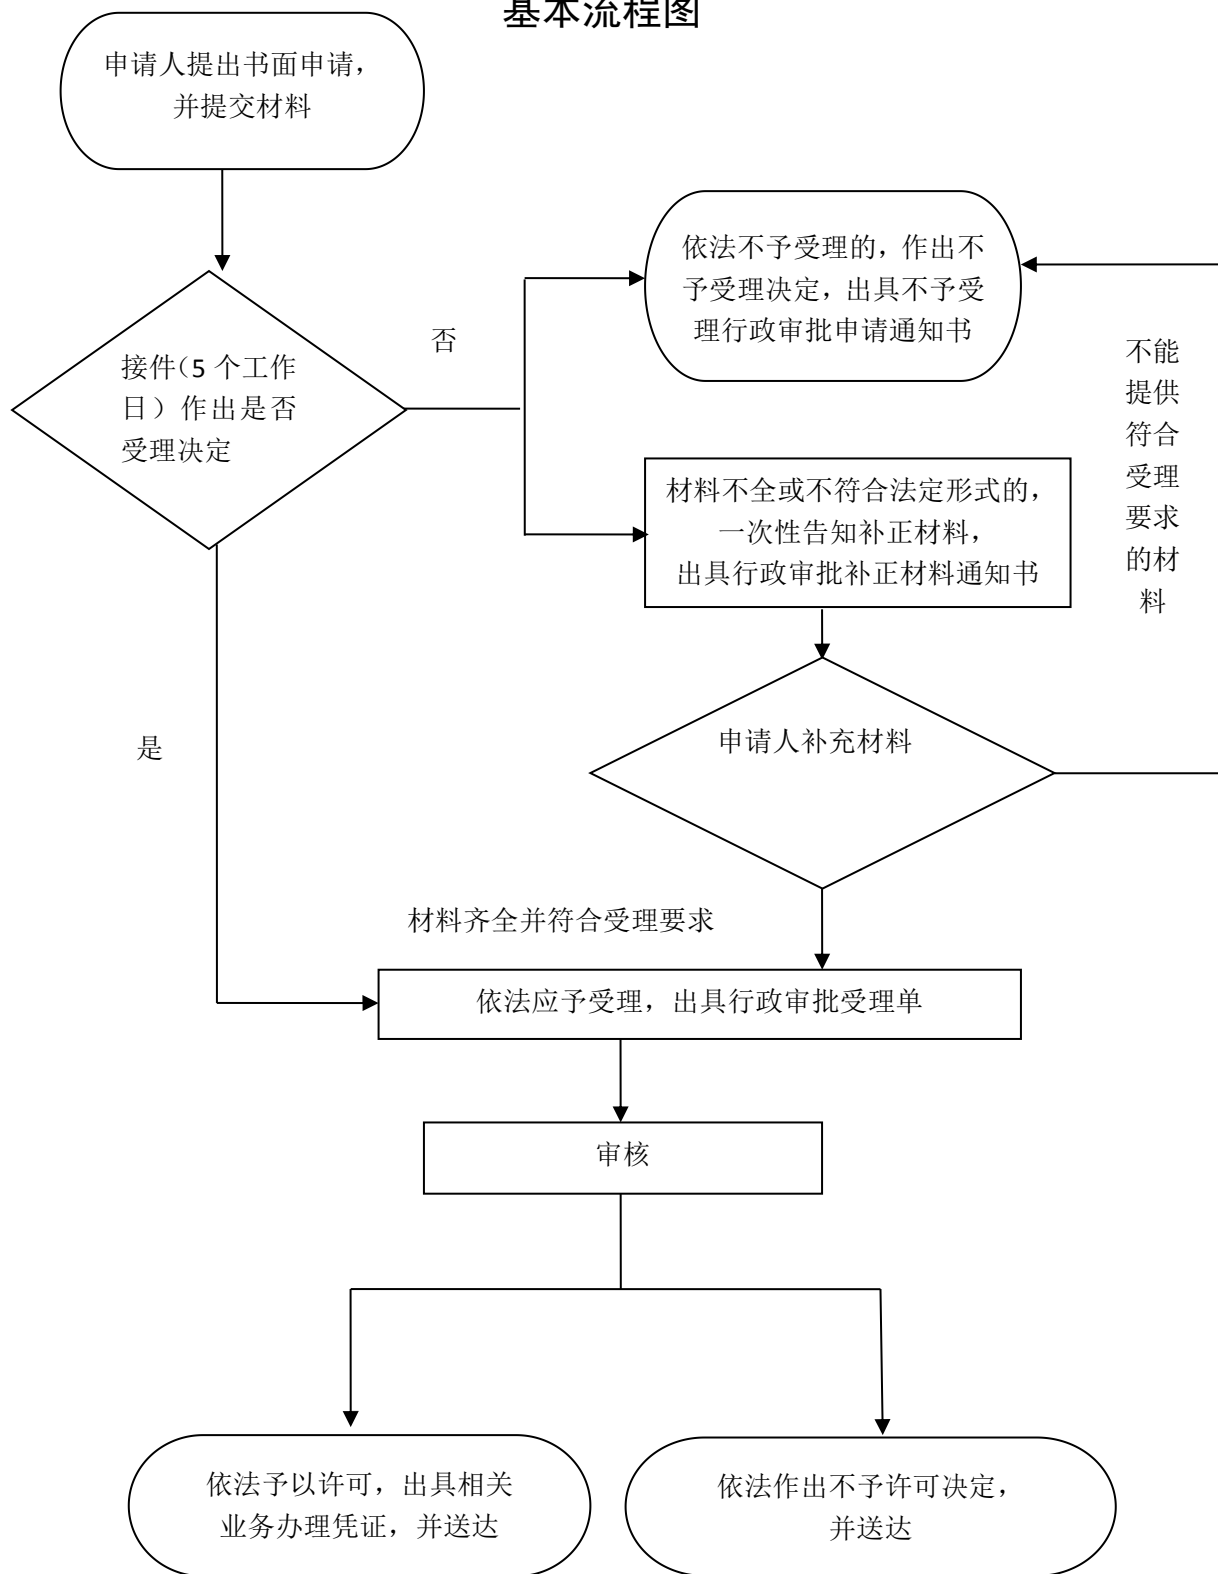 基本流程图
申请人提出书面申请，
并提交材料
依法不予受理的，作出不
予受理决定，出具不予受
理行政审批申请通知书
否
接件（5 个工作
日）作出是否
受理决定
不能
提供
符合
受理
要求
的材
料
材料不全或不符合法定形式的，
一次性告知补正材料，
出具行政审批补正材料通知书
是
申请人补充材料
材料齐全并符合受理要求
依法应予受理，出具行政审批受理单
审核
依法予以许可，出具相关
业务办理凭证，并送达
依法作出不予许可决定，
并送达